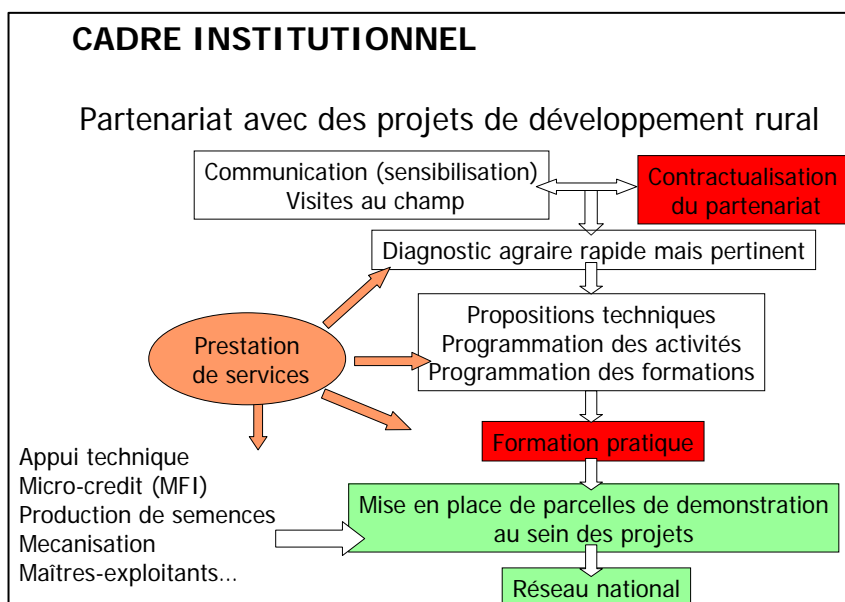 CADRE INSTITUTIONNEL
Partenariat avec des projets de développement rural
Communication (sensibilisation)
Visites au champ
Contractualisation
du partenariat
Diagnostic agraire rapide mais pertinent
Propositions techniques
Programmation des activités
Programmation des formations
Prestation
de services
Formation pratique
Appui technique
Micro-credit (MFI)
Production de semences
Mecanisation
Maîtres-exploitants...
Mise en place de parcelles de demonstration
au sein des projets
Réseau national